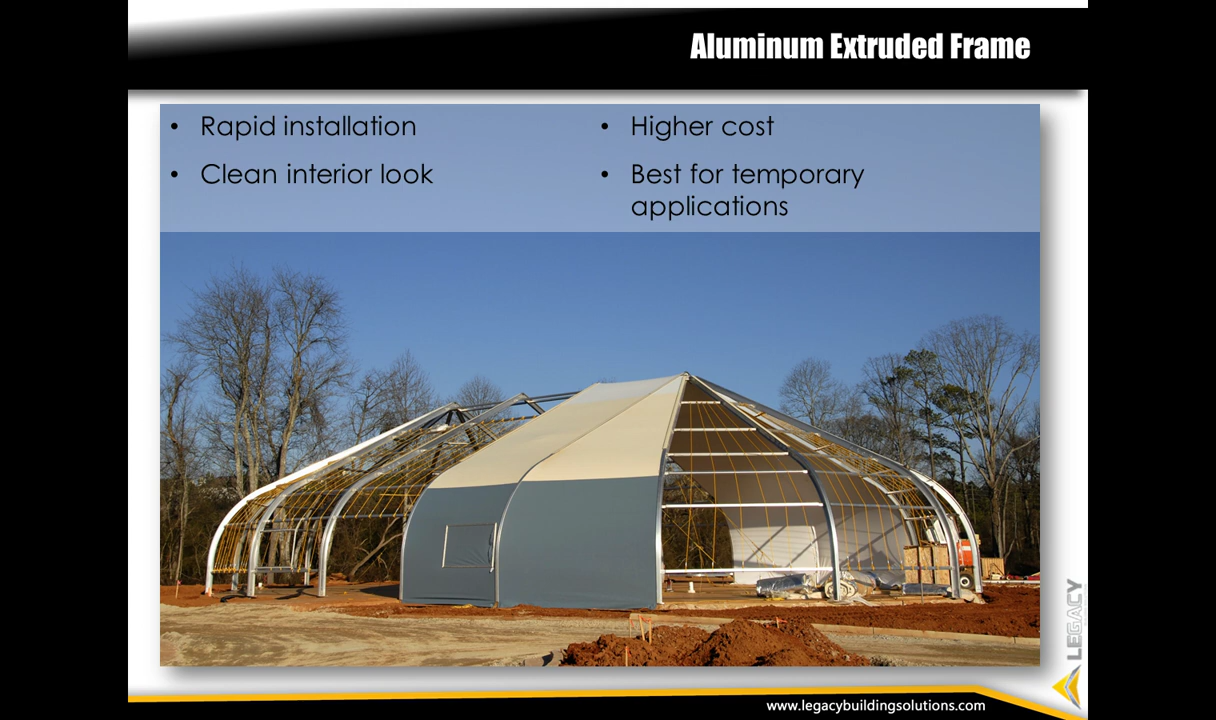 Aluminum Extruded Frame
• Rapid installation
• Clean interior look
• Higher cost
• Best for temporary
applications
LEGACY
www.legacybuildingsolutions.com